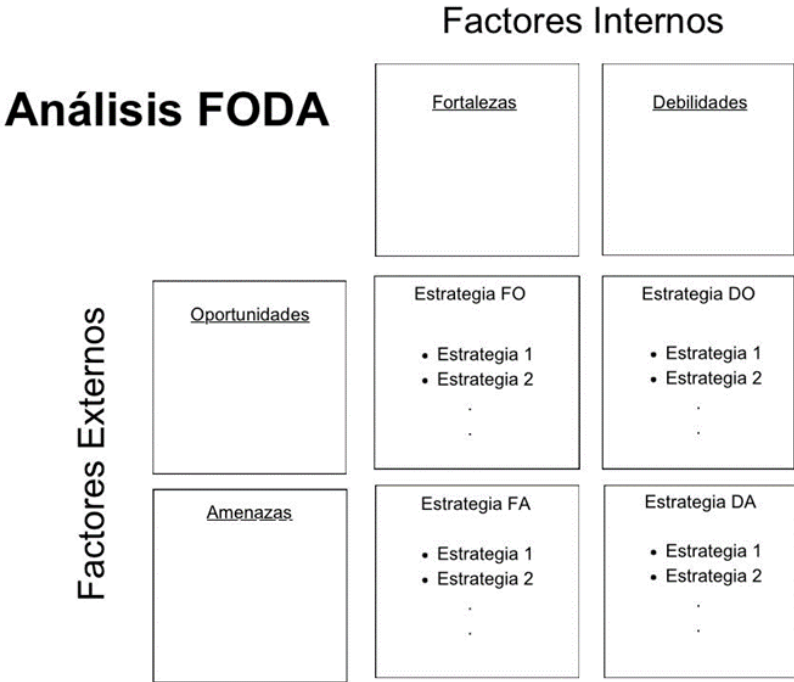 Factores Internos
Análisis FODA
Fortalezas
Debilidades
Factores Externos
Oportunidades
Estrategia FO
• Estrategia 1
• Estrategia 2
.
.
Estrategia DO
• Estrategia 1
• Estrategia 2
.
.
Amenazas
Estrategia FA
• Estrategia 1
• Estrategia 2
.
.
Estrategia DA
• Estrategia 1
• Estrategia 2
.
.